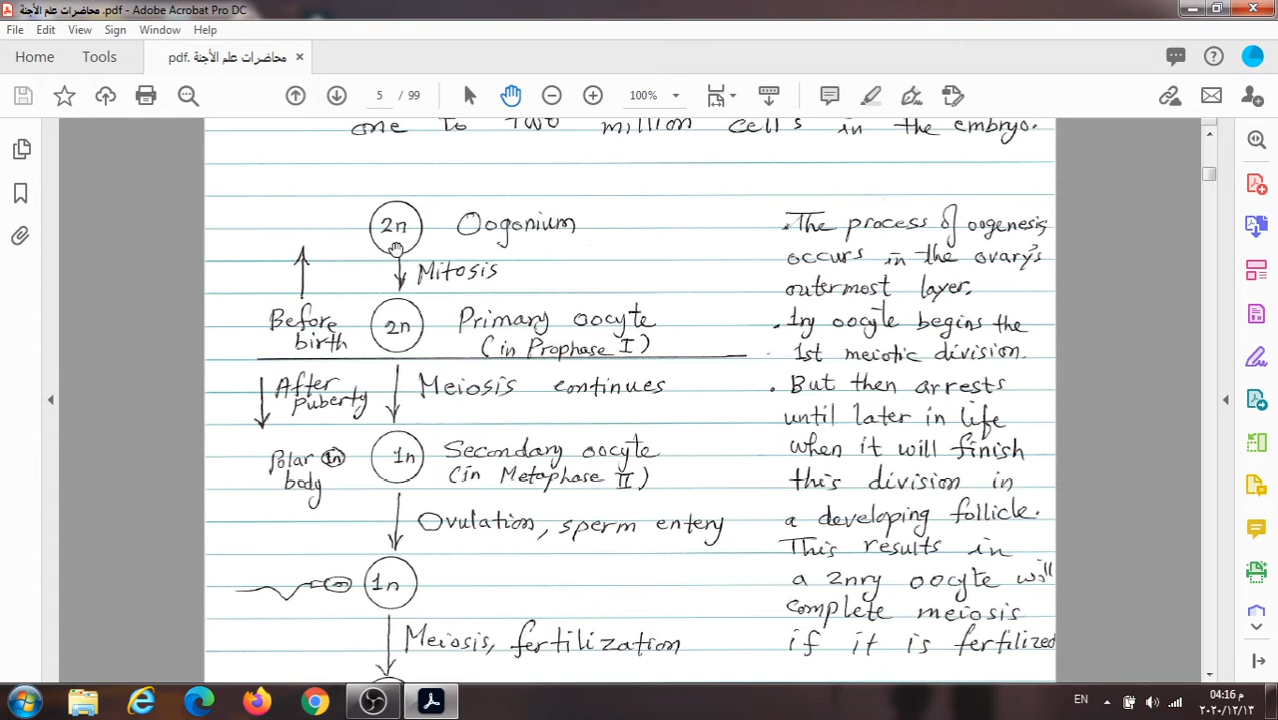 محاضرات علم الأجنة.pdf - Adobe Acrobat Pro DC
File Edit View Sign Window Help
Home Tools محاضرات علم الأجنة.pdf ×
5 / 99 100%
one to two million cells in the embryo.
2n Oogonium
Mitosis
Before birth
2n Primary oocyte
(in Prophase I)
After puberty
Meiosis continues
Polar body 1n
1n Secondary oocyte
(in Metaphase II)
Ovulation, sperm entery
1n
Meiosis, fertilization
. The process of oogenesis
occurs in the ovary's
outermost layer.
. 1ry oocyte begins the
1st meiotic division.
. But then arrests
until later in life
when it will finish
this division in
a developing follicle.
This results in
a 2nry oocyte will
complete meiosis
if it is fertilized
EN
04:16 م
٢٠٢٠/١٢/١٣